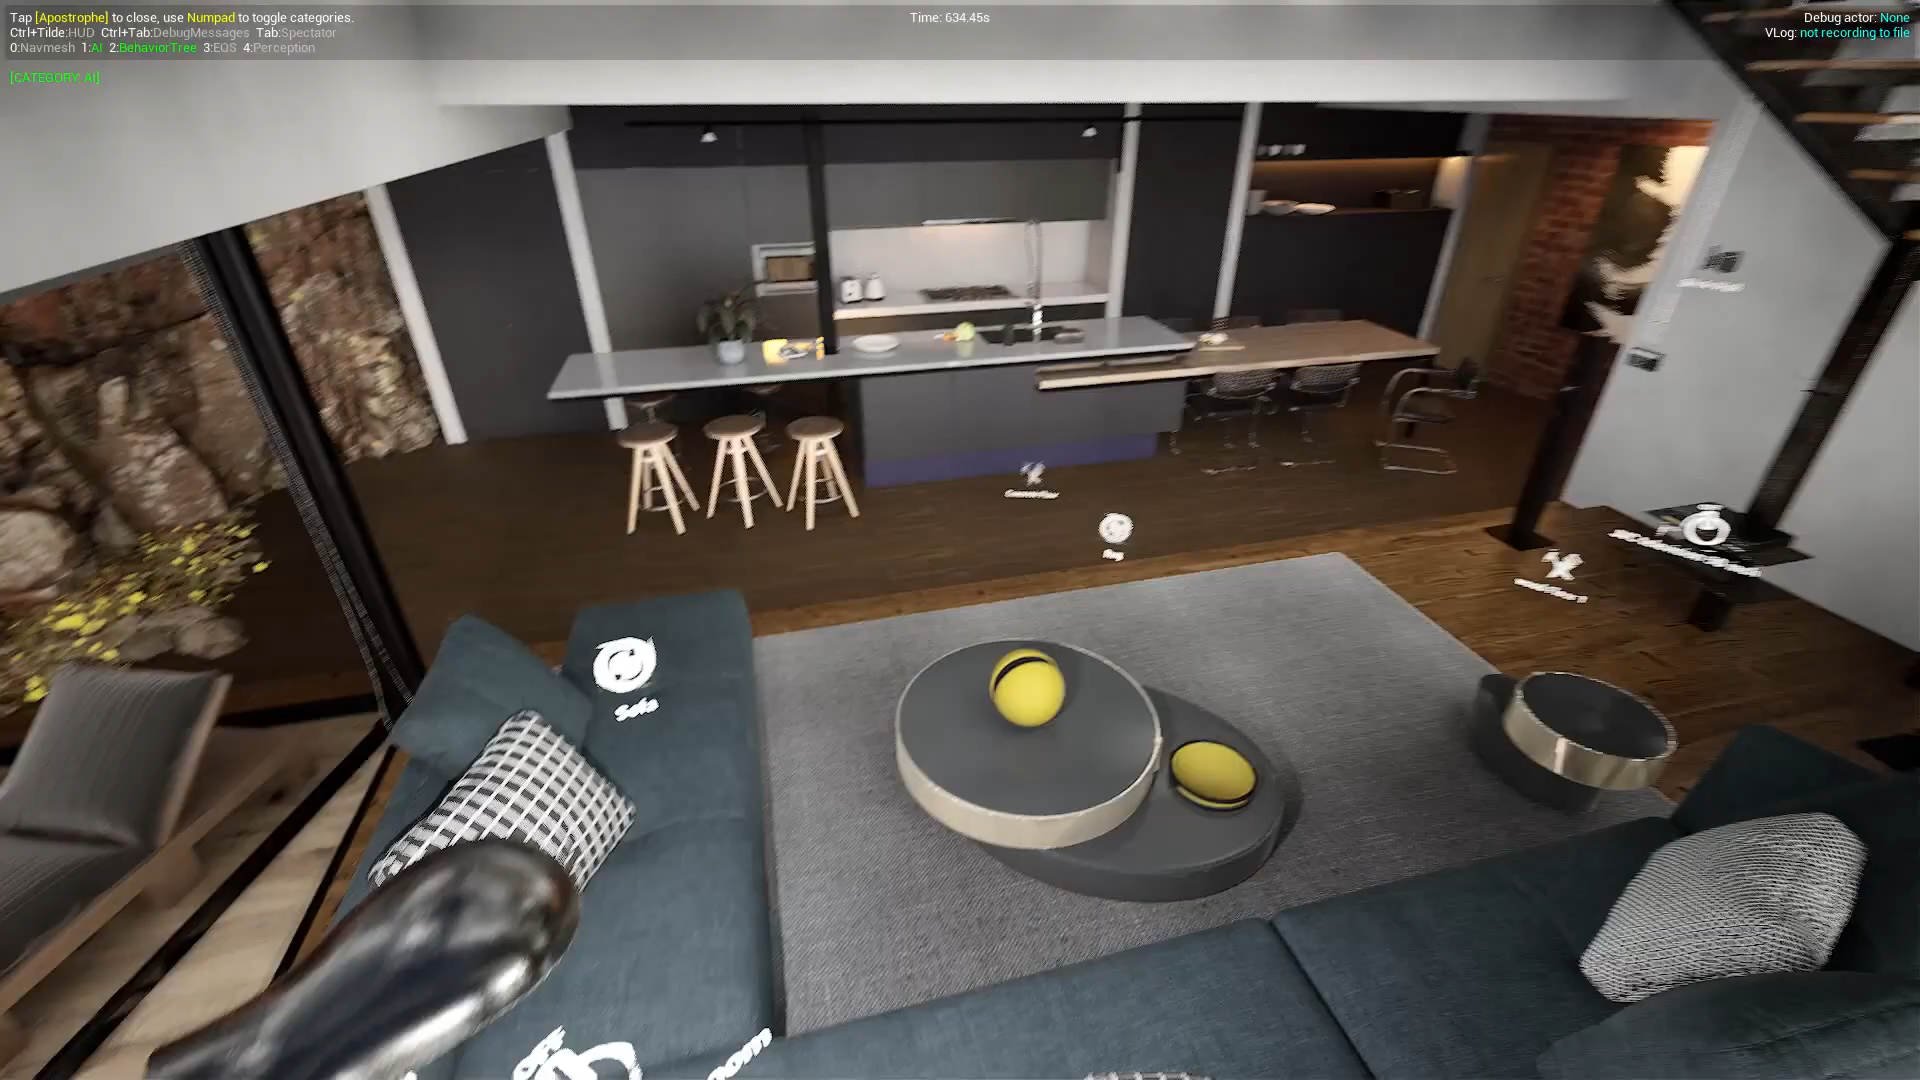 Tap [Apostrophe] to close, use Numpad to toggle categories.
Ctrl+Tilde:HUD Ctrl+Tab:DebugMessages Tab:Spectator
0:Navmesh 1:AI 2:BehaviorTree 3:EQS 4:Perception
[CATEGORY: AI]
Time: 634.45s
Debug actor: None
VLog: not recording to file
Rug
Sofa